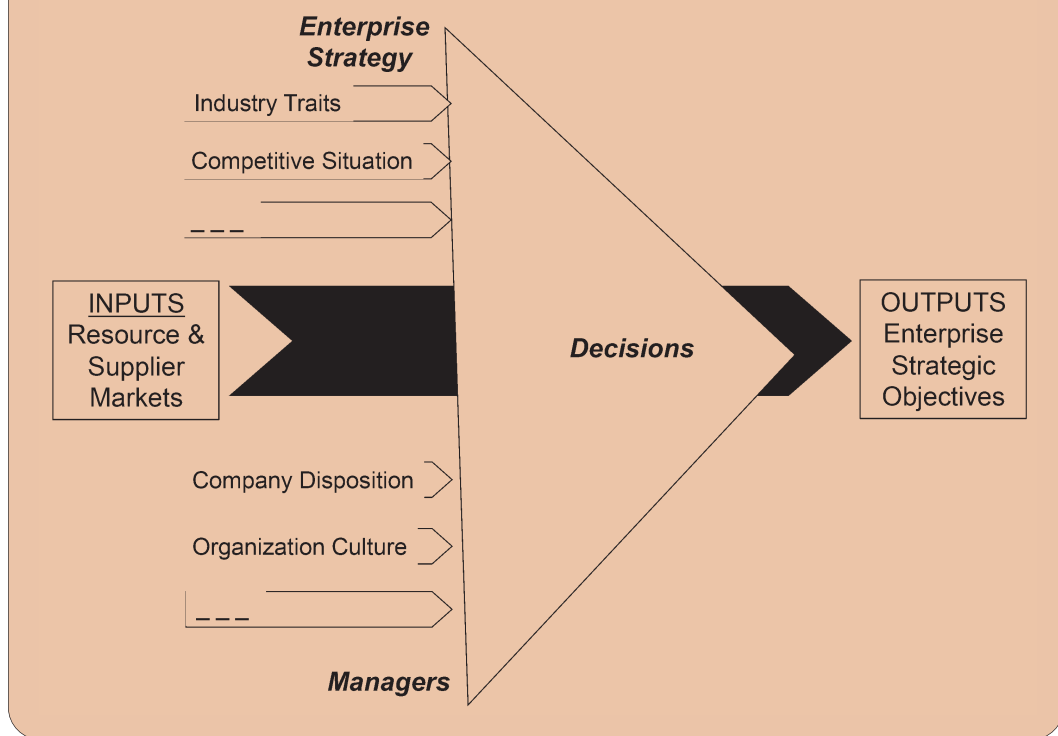 Enterprise
Strategy
Industry Traits
Competitive Situation
_ _ _
INPUTS
Resource &
Supplier
Markets
Decisions
OUTPUTS
Enterprise
Strategic
Objectives
Company Disposition
Organization Culture
_ _ _
Managers